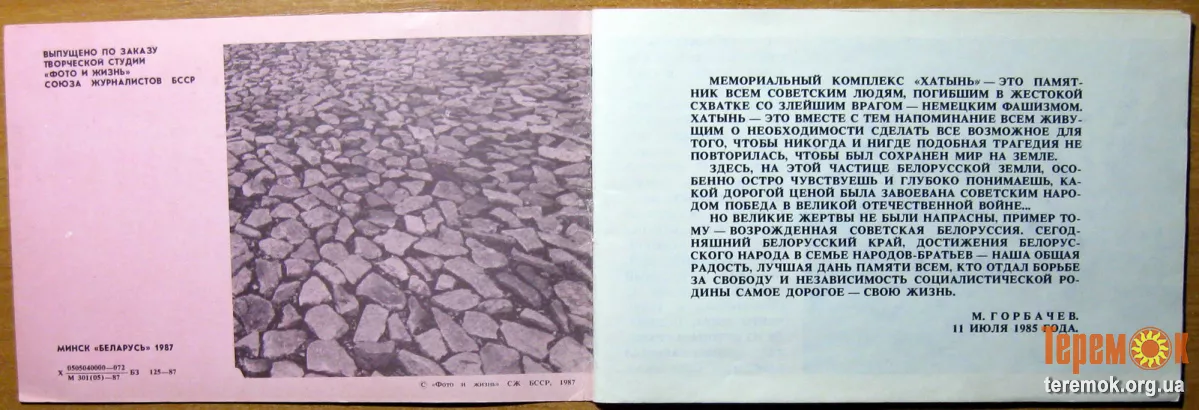 ВЫПУЩЕНО ПО ЗАКАЗУ
ТВОРЧЕСКОЙ СТУДИИ
«ФОТО И ЖИЗНЬ»
СОЮЗА ЖУРНАЛИСТОВ БССР
МИНСК «БЕЛАРУСЬ» 1987
Х 0505040000—072
М 301(05)—87 БЗ 125—87
© «Фото и жизнь» СЖ БССР, 1987
МЕМОРИАЛЬНЫЙ КОМПЛЕКС «ХАТЫНЬ» — ЭТО ПАМЯТ-
НИК ВСЕМ СОВЕТСКИМ ЛЮДЯМ, ПОГИБШИМ В ЖЕСТОКОЙ
СХВАТКЕ СО ЗЛЕЙШИМ ВРАГОМ — НЕМЕЦКИМ ФАШИЗМОМ.
ХАТЫНЬ — ЭТО ВМЕСТЕ С ТЕМ НАПОМИНАНИЕ ВСЕМ ЖИВУ-
ЩИМ О НЕОБХОДИМОСТИ СДЕЛАТЬ ВСЕ ВОЗМОЖНОЕ ДЛЯ
ТОГО, ЧТОБЫ НИКОГДА И НИГДЕ ПОДОБНАЯ ТРАГЕДИЯ НЕ
ПОВТОРИЛАСЬ, ЧТОБЫ БЫЛ СОХРАНЕН МИР НА ЗЕМЛЕ.
ЗДЕСЬ, НА ЭТОЙ ЧАСТИЦЕ БЕЛОРУССКОЙ ЗЕМЛИ, ОСО-
БЕННО ОСТРО ЧУВСТВУЕШЬ И ГЛУБОКО ПОНИМАЕШЬ, КА-
КОЙ ДОРОГОЙ ЦЕНОЙ БЫЛА ЗАВОЕВАНА СОВЕТСКИМ НАРО-
ДОМ ПОБЕДА В ВЕЛИКОЙ ОТЕЧЕСТВЕННОЙ ВОЙНЕ...
НО ВЕЛИКИЕ ЖЕРТВЫ НЕ БЫЛИ НАПРАСНЫ, ПРИМЕР ТО-
МУ — ВОЗРОЖДЕННАЯ СОВЕТСКАЯ БЕЛОРУССИЯ. СЕГОД-
НЯШНИЙ БЕЛОРУССКИЙ КРАЙ, ДОСТИЖЕНИЯ БЕЛОРУС-
СКОГО НАРОДА В СЕМЬЕ НАРОДОВ-БРАТЬЕВ — НАША ОБЩАЯ
РАДОСТЬ, ЛУЧШАЯ ДАНЬ ПАМЯТИ ВСЕМ, КТО ОТДАЛ БОРЬБЕ
ЗА СВОБОДУ И НЕЗАВИСИМОСТЬ СОЦИАЛИСТИЧЕСКОЙ РО-
ДИНЫ САМОЕ ДОРОГОЕ — СВОЮ ЖИЗНЬ.
М. ГОРБАЧЕВ.
11 ИЮЛЯ 1985 ГОДА.
Теремок
teremok.org.ua